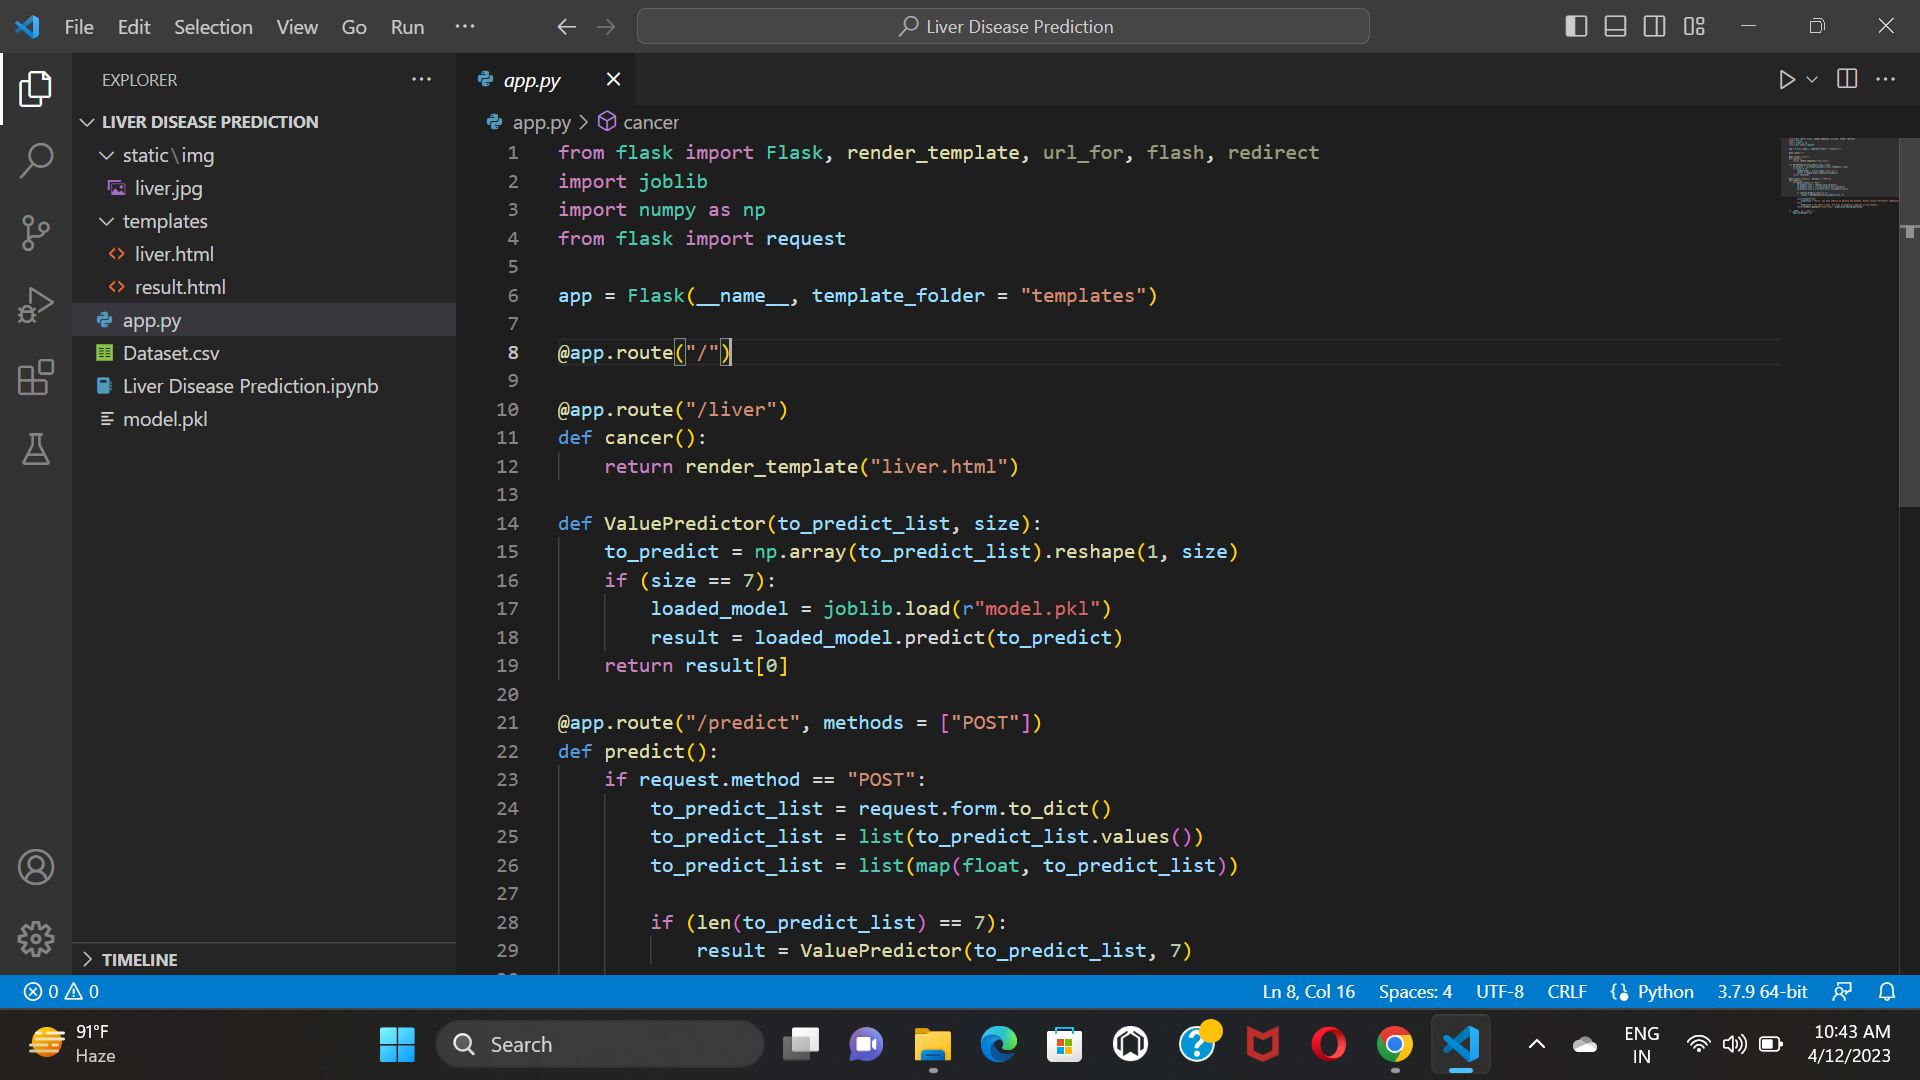 File Edit Selection View Go Run ···
Liver Disease Prediction
EXPLORER
LIVER DISEASE PREDICTION
static\img
liver.jpg
templates
liver.html
result.html
app.py
Dataset.csv
Liver Disease Prediction.ipynb
model.pkl
TIMELINE
app.py
app.py > cancer
1 from flask import Flask, render_template, url_for, flash, redirect
2 import joblib
3 import numpy as np
4 from flask import request
5
6 app = Flask(__name__, template_folder = "templates")
7
8 @app.route("/")
9
10 @app.route("/liver")
11 def cancer():
12     return render_template("liver.html")
13
14 def ValuePredictor(to_predict_list, size):
15     to_predict = np.array(to_predict_list).reshape(1, size)
16     if (size == 7):
17         loaded_model = joblib.load(r"model.pkl")
18         result = loaded_model.predict(to_predict)
19     return result[0]
20
21 @app.route("/predict", methods = ["POST"])
22 def predict():
23     if request.method == "POST":
24         to_predict_list = request.form.to_dict()
25         to_predict_list = list(to_predict_list.values())
26         to_predict_list = list(map(float, to_predict_list))
27
28         if (len(to_predict_list) == 7):
29             result = ValuePredictor(to_predict_list, 7)
0 0
Ln 8, Col 16 Spaces: 4 UTF-8 CRLF Python 3.7.9 64-bit
91°F
Haze
Search
ENG
IN
10:43 AM
4/12/2023